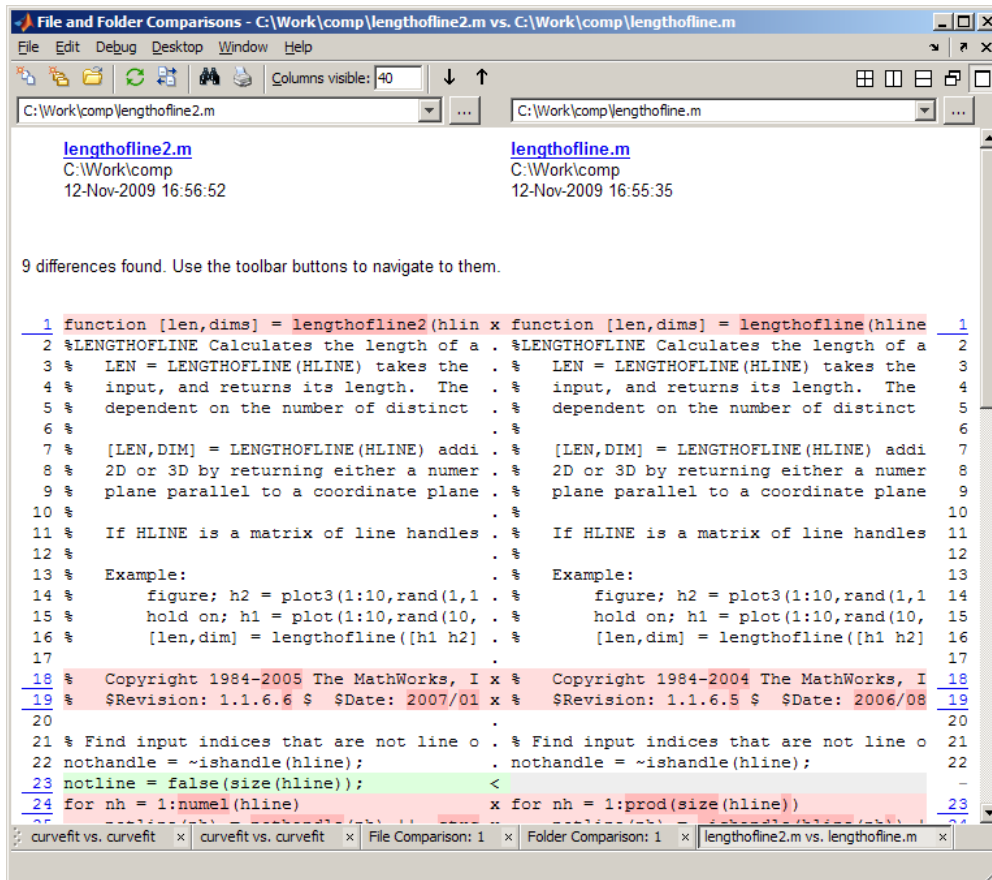 File and Folder Comparisons - C:\Work\comp\lengthofline2.m vs. C:\Work\comp\lengthofline.m
File Edit Debug Desktop Window Help
Columns visible: 40
C:\Work\comp\lengthofline2.m ... C:\Work\comp\lengthofline.m ...
lengthofline2.m lengthofline.m
C:\Work\comp C:\Work\comp
12-Nov-2009 16:56:52 12-Nov-2009 16:55:35
9 differences found. Use the toolbar buttons to navigate to them.
1 function [len,dims] = lengthofline2(hlin x function [len,dims] = lengthofline(hline 1
2 %LENGTHOFLINE Calculates the length of a . %LENGTHOFLINE Calculates the length of a 2
3 % LEN = LENGTHOFLINE(HLINE) takes the . % LEN = LENGTHOFLINE(HLINE) takes the 3
4 % input, and returns its length. The . % input, and returns its length. The 4
5 % dependent on the number of distinct . % dependent on the number of distinct 5
6 % . % 6
7 % [LEN,DIM] = LENGTHOFLINE(HLINE) addi . % [LEN,DIM] = LENGTHOFLINE(HLINE) addi 7
8 % 2D or 3D by returning either a numer . % 2D or 3D by returning either a numer 8
9 % plane parallel to a coordinate plane . % plane parallel to a coordinate plane 9
10 % . % 10
11 % If HLINE is a matrix of line handles . % If HLINE is a matrix of line handles 11
12 % . % 12
13 % Example: . % Example: 13
14 % figure; h2 = plot3(1:10,rand(1,1 . % figure; h2 = plot3(1:10,rand(1,1 14
15 % hold on; h1 = plot(1:10,rand(10, . % hold on; h1 = plot(1:10,rand(10, 15
16 % [len,dim] = lengthofline([h1 h2] . % [len,dim] = lengthofline([h1 h2] 16
17 . 17
18 % Copyright 1984-2005 The MathWorks, I x % Copyright 1984-2004 The MathWorks, I 18
19 % $Revision: 1.1.6.6 $ $Date: 2007/01 x % $Revision: 1.1.6.5 $ $Date: 2006/08 19
20 . 20
21 % Find input indices that are not line o . % Find input indices that are not line o 21
22 nothandle = ~ishandle(hline); . nothandle = ~ishandle(hline); 22
23 notline = false(size(hline)); < -
24 for nh = 1:numel(hline) x for nh = 1:prod(size(hline)) 23
curvefit vs. curvefit x curvefit vs. curvefit x File Comparison: 1 x Folder Comparison: 1 x lengthofline2.m vs. lengthofline.m x